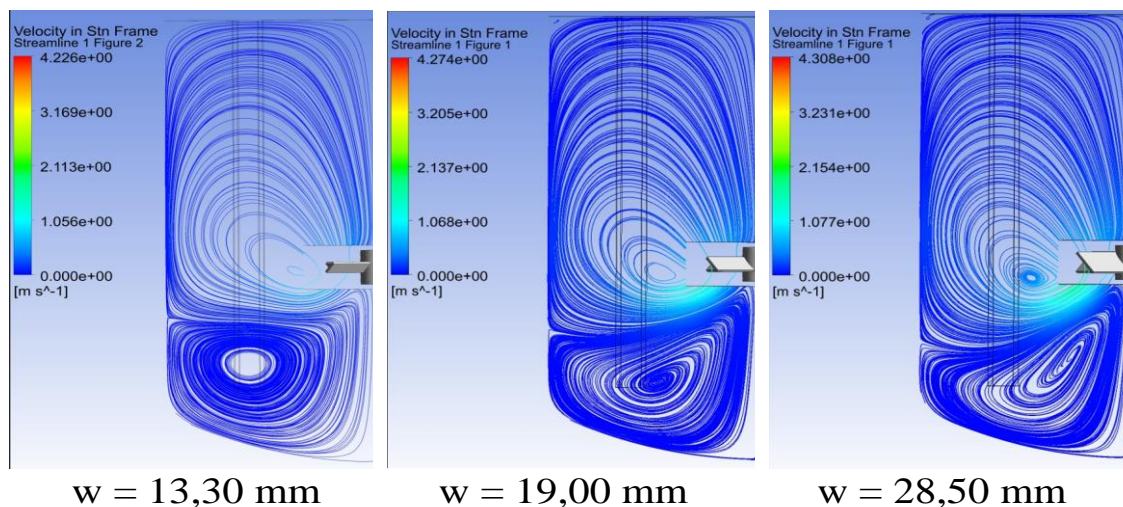 Velocity in Stn Frame
Streamline 1 Figure 2
4.226e+00
3.169e+00
2.113e+00
1.056e+00
0.000e+00
[m s^-1]
w = 13,30 mm
Velocity in Stn Frame
Streamline 1 Figure 1
4.274e+00
3.205e+00
2.137e+00
1.068e+00
0.000e+00
[m s^-1]
w = 19,00 mm
Velocity in Stn Frame
Streamline 1 Figure 1
4.308e+00
3.231e+00
2.154e+00
1.077e+00
0.000e+00
[m s^-1]
w = 28,50 mm